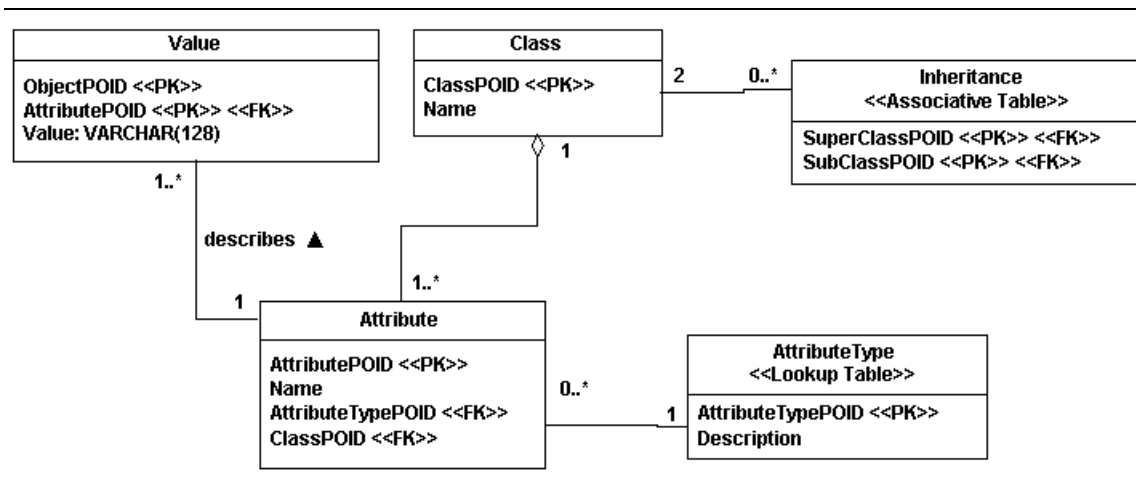 Value
ObjectPOID <<PK>>
AttributePOID <<PK>> <<FK>>
Value: VARCHAR(128)
Class
ClassPOID <<PK>>
Name
2
0..*
Inheritance
<<Associative Table>>
SuperClassPOID <<PK>> <<FK>>
SubClassPOID <<PK>> <<FK>>
1
1..*
describes ▲
1..*
1
Attribute
AttributePOID <<PK>>
Name
AttributeTypePOID <<FK>>
ClassPOID <<FK>>
0..*
1
AttributeType
<<Lookup Table>>
AttributeTypePOID <<PK>>
Description